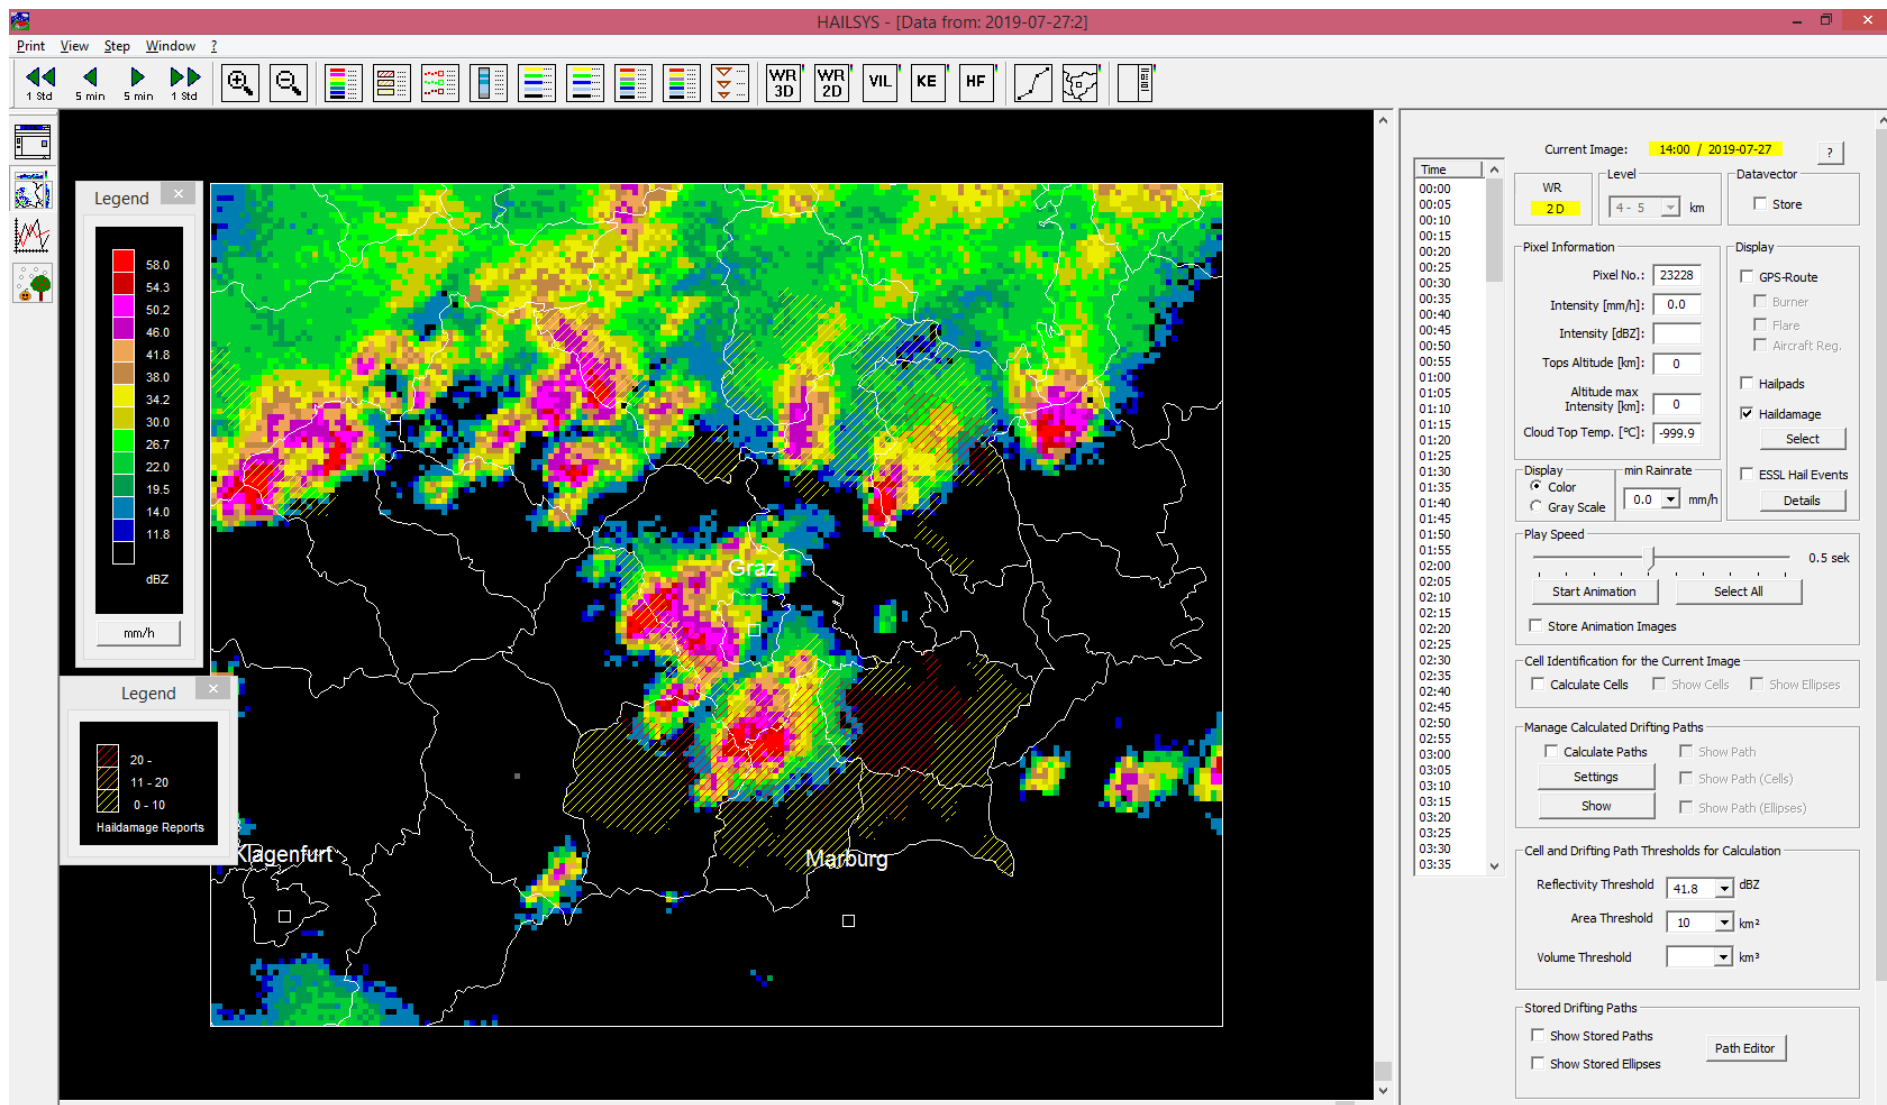 HAILSYS - [Data from: 2019-07-27:2]
Print View Step Window ?
1 Std 5 min 5 min 1 Std WR 3D WR 2D VIL KE HF
Legend
58.0
54.3
50.2
46.0
41.8
38.0
34.2
30.0
26.7
22.0
19.5
14.0
11.8
dBZ
mm/h
Legend
20 -
11 - 20
0 - 10
Haildamage Reports
Graz
Klagenfurt
Marburg
Time
00:00
00:05
00:10
00:15
00:20
00:25
00:30
00:35
00:40
00:45
00:50
00:55
01:00
01:05
01:10
01:15
01:20
01:25
01:30
01:35
01:40
01:45
01:50
01:55
02:00
02:05
02:10
02:15
02:20
02:25
02:30
02:35
02:40
02:45
02:50
02:55
03:00
03:05
03:10
03:15
03:20
03:25
03:30
03:35
Current Image: 14:00 / 2019-07-27 ?
WR
2D
Level
4 - 5 km
Datavector
Store
Pixel Information
Pixel No.: 23228
Intensity [mm/h]: 0.0
Intensity [dBZ]:
Tops Altitude [km]: 0
Altitude max
Intensity [km]: 0
Cloud Top Temp. [°C]: -999.9
Display
GPS-Route
Burner
Flare
Aircraft Reg.
Hailpads
Haildamage
Select
ESSL Hail Events
Details
Display
Color
Gray Scale
min Rainrate
0.0 mm/h
Play Speed
0.5 sek
Start Animation Select All
Store Animation Images
Cell Identification for the Current Image
Calculate Cells Show Cells Show Ellipses
Manage Calculated Drifting Paths
Calculate Paths Show Path
Settings Show Path (Cells)
Show Show Path (Ellipses)
Cell and Drifting Path Thresholds for Calculation
Reflectivity Threshold 41.8 dBZ
Area Threshold 10 km²
Volume Threshold km³
Stored Drifting Paths
Show Stored Paths
Path Editor
Show Stored Ellipses